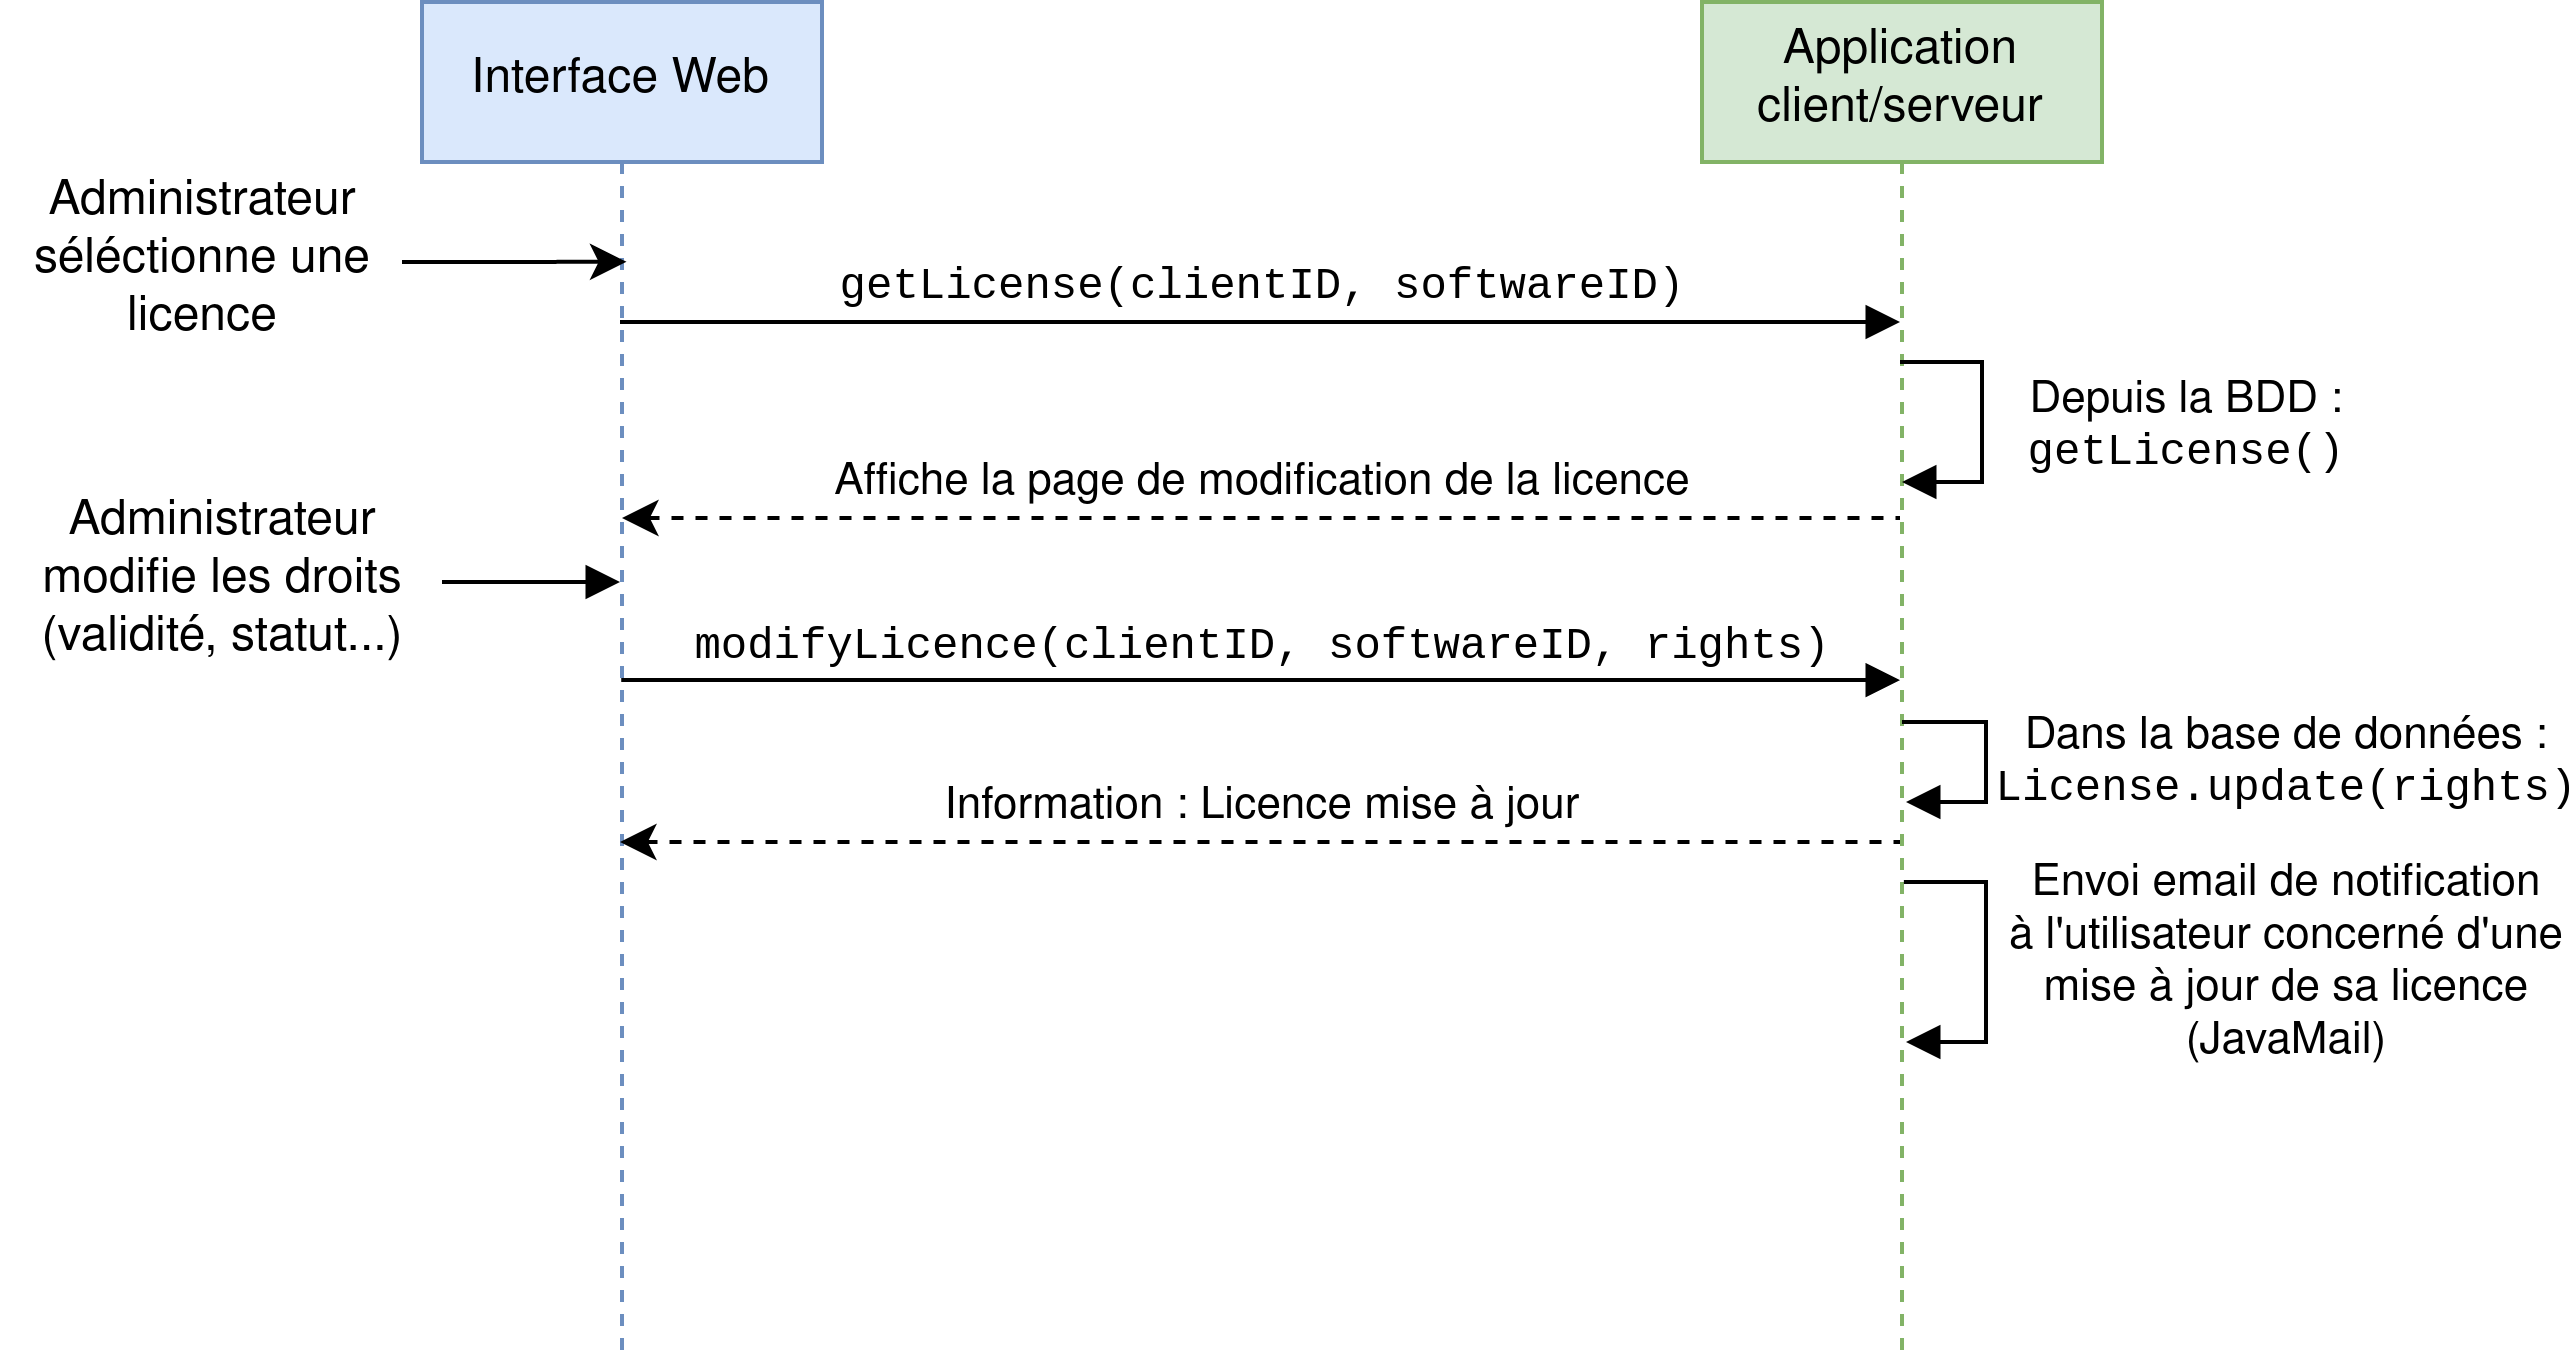 Interface Web
Application
client/serveur
Administrateur
séléctionne une
licence
getLicense(clientID, softwareID)
Depuis la BDD :
getLicense()
Affiche la page de modification de la licence
Administrateur
modifie les droits
(validité, statut...)
modifyLicence(clientID, softwareID, rights)
Dans la base de données :
License.update(rights)
Information : Licence mise à jour
Envoi email de notification
à l'utilisateur concerné d'une
mise à jour de sa licence
(JavaMail)